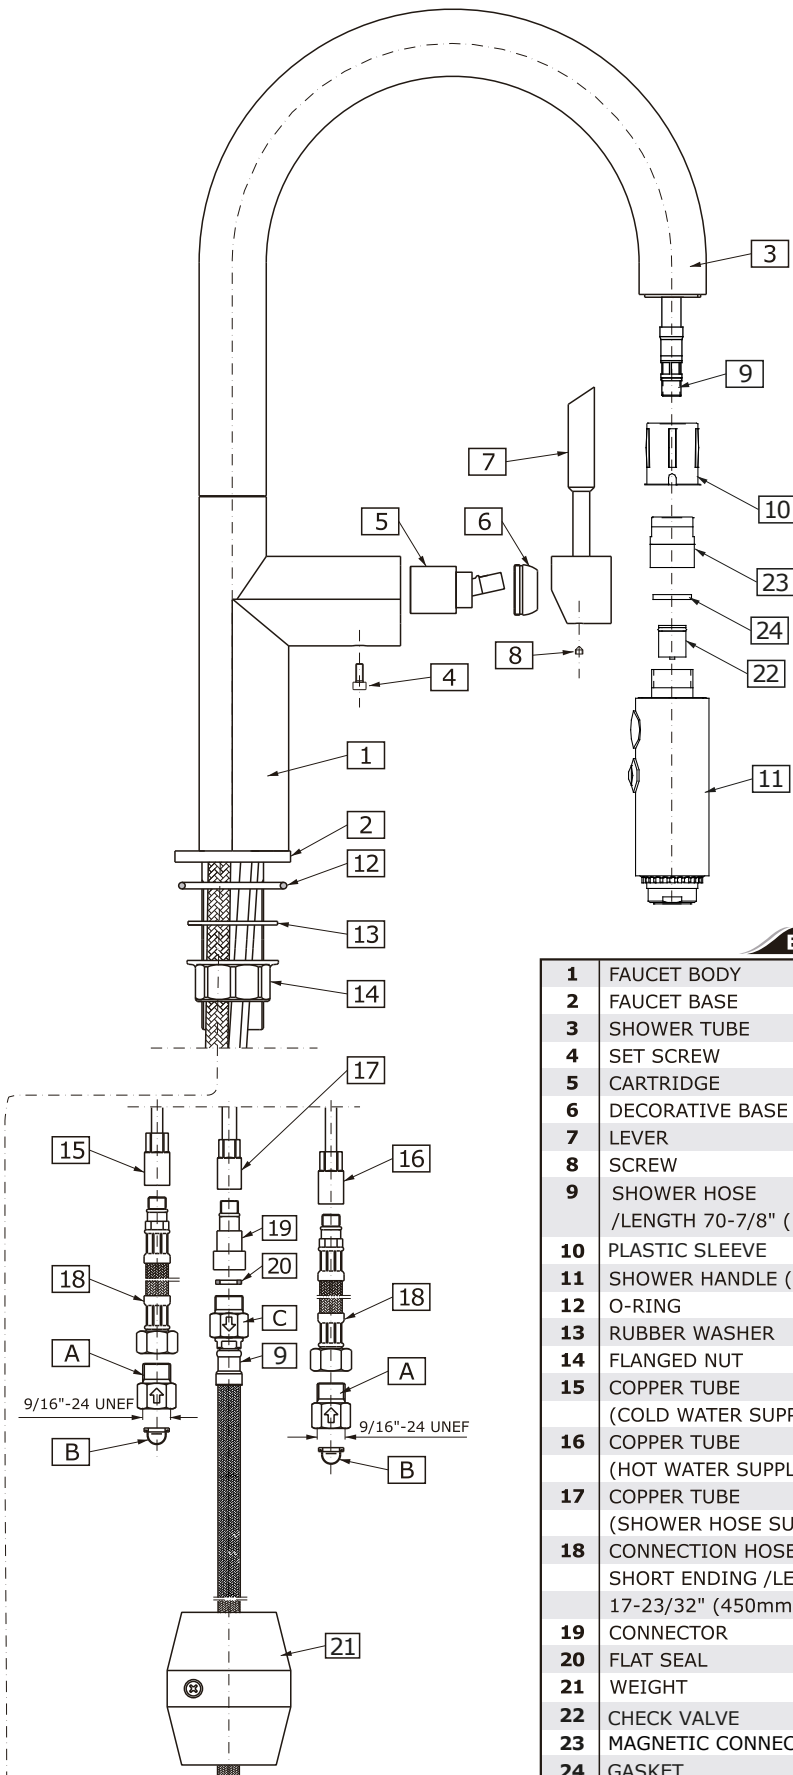 3
9
7
10
5
6
23
24
8
22
4
1
11
2
12
13
14
17
15
16
19
20
18
C
18
A
9
A
9/16"-24 UNEF
9/16"-24 UNEF
B
B
21
1 FAUCET BODY
2 FAUCET BASE
3 SHOWER TUBE
4 SET SCREW
5 CARTRIDGE
6 DECORATIVE BASE
7 LEVER
8 SCREW
9 SHOWER HOSE
/LENGTH 70-7/8" (
10 PLASTIC SLEEVE
11 SHOWER HANDLE (
12 O-RING
13 RUBBER WASHER
14 FLANGED NUT
15 COPPER TUBE
(COLD WATER SUPP
16 COPPER TUBE
(HOT WATER SUPPL
17 COPPER TUBE
(SHOWER HOSE SU
18 CONNECTION HOSE
SHORT ENDING /LE
17-23/32" (450mm
19 CONNECTOR
20 FLAT SEAL
21 WEIGHT
22 CHECK VALVE
23 MAGNETIC CONNEC
24 GASKET